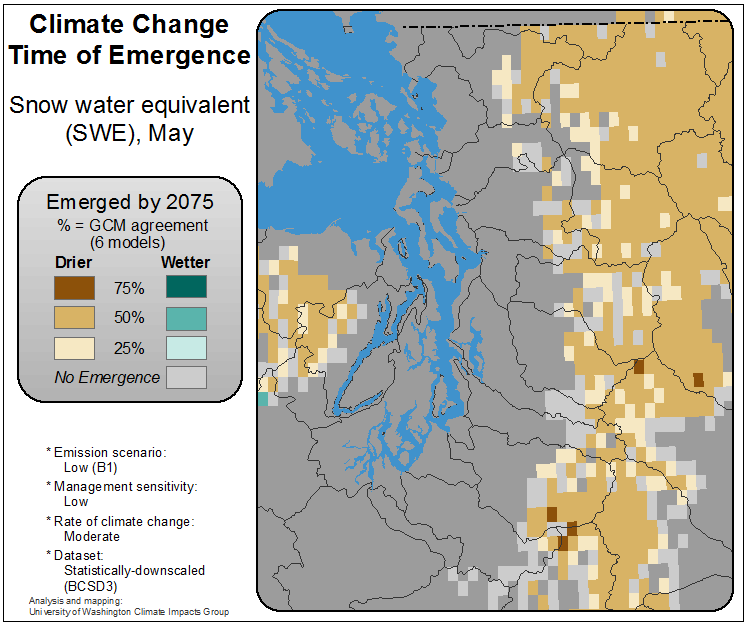 Climate Change
Time of Emergence
Snow water equivalent
(SWE), May
Emerged by 2075
% = GCM agreement
(6 models)
Drier Wetter
75%
50%
25%
No Emergence
* Emission scenario:
Low (B1)
* Management sensitivity:
Low
* Rate of climate change:
Moderate
* Dataset:
Statistically-downscaled
(BCSD3)
Analysis and mapping:
University of Washington Climate Impacts Group